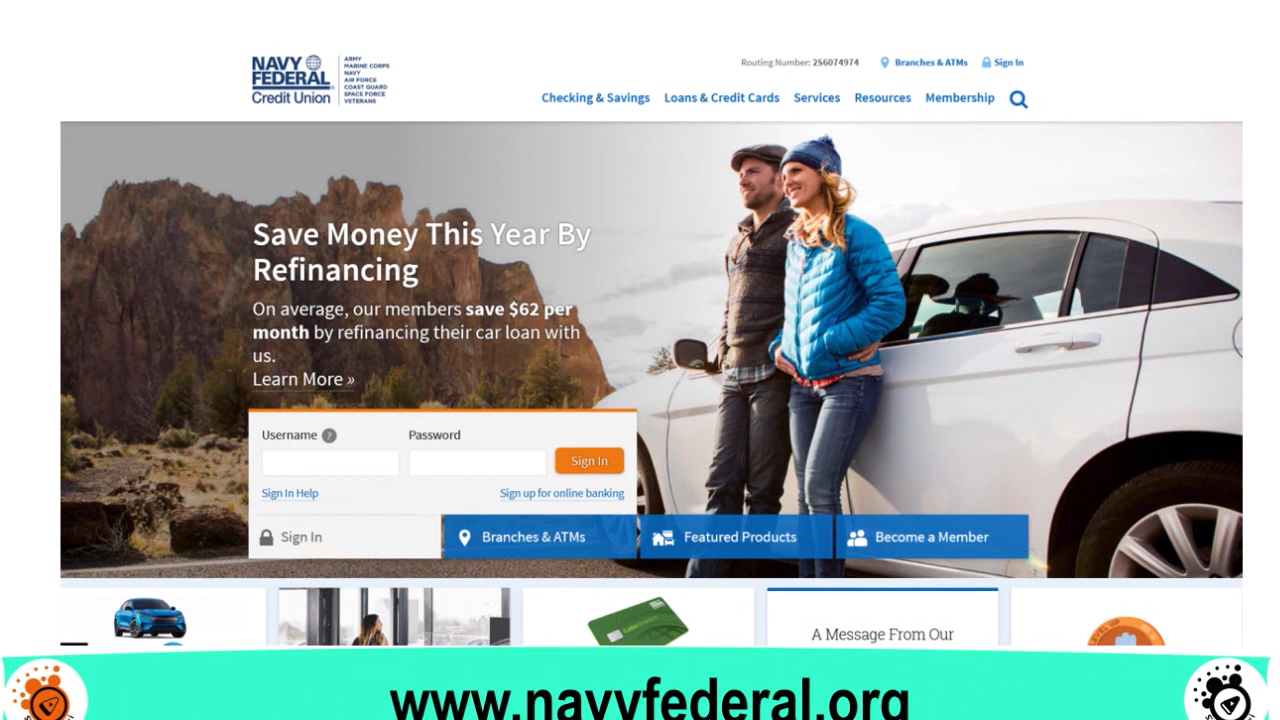 NAVY
FEDERAL
Credit Union
ARMY
MARINE CORPS
NAVY
AIR FORCE
COAST GUARD
SPACE FORCE
VETERANS
Routing Number: 256074974
Branches & ATMs
Sign In
Checking & Savings
Loans & Credit Cards
Services
Resources
Membership
Save Money This Year By
Refinancing
On average, our members save $62 per
month by refinancing their car loan with
us.
Learn More »
Username ?
Password
Sign In
Sign In Help
Sign up for online banking
Sign In
Branches & ATMs
Featured Products
Become a Member
A Message From Our
LEVEL UP
www.navyfederal.org